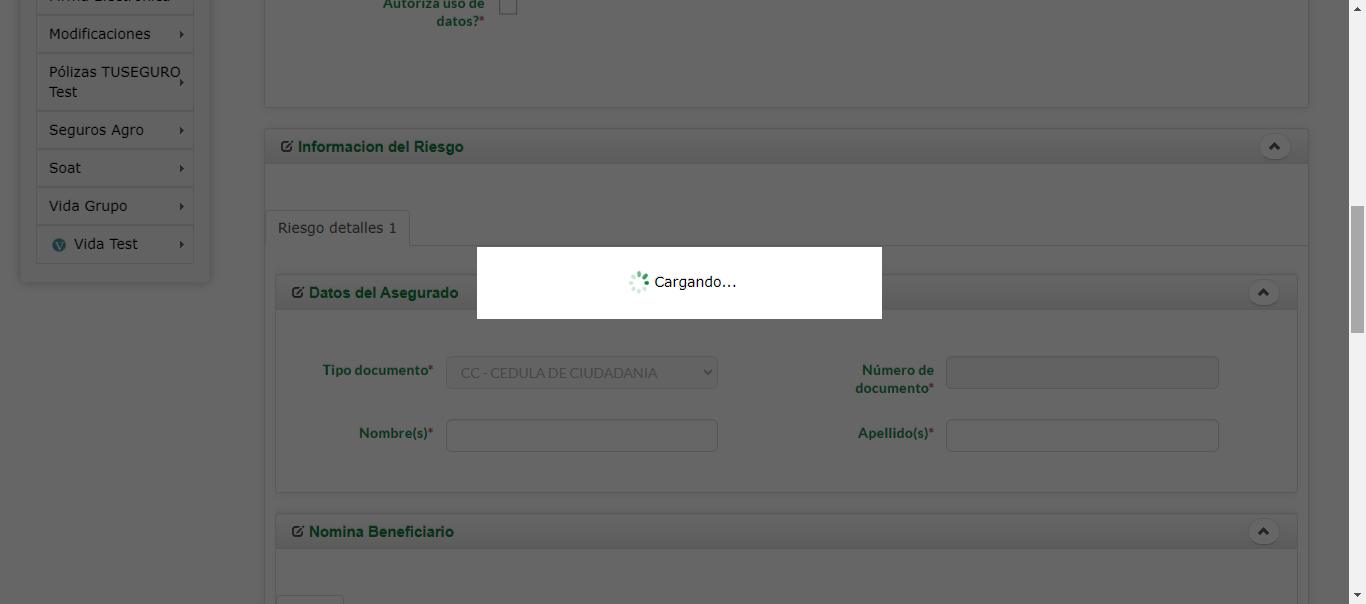 Firma Electronica
Modificaciones
Pólizas TUSEGURO
Test
Seguros Agro
Soat
Vida Grupo
V Vida Test
Autoriza uso de
datos?*
Informacion del Riesgo
Riesgo detalles 1
Cargando...
Datos del Asegurado
Tipo documento*
CC - CEDULA DE CIUDADANIA
Número de
documento*
Nombre(s)*
Apellido(s)*
Nomina Beneficiario